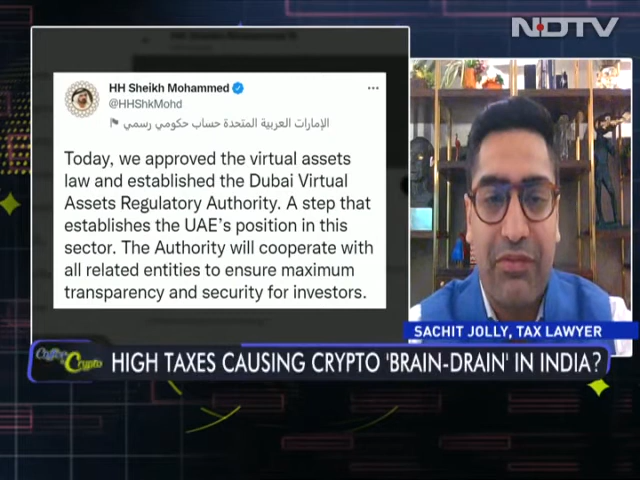 NDTV
HH Sheikh Mohammed
@HHShkMohd
الإمارات العربية المتحدة حساب حكومي رسمي
Today, we approved the virtual assets
law and established the Dubai Virtual
Assets Regulatory Authority. A step that
establishes the UAE's position in this
sector. The Authority will cooperate with
all related entities to ensure maximum
transparency and security for investors.
SACHIT JOLLY, TAX LAWYER
Coffee & Crypto
HIGH TAXES CAUSING CRYPTO 'BRAIN-DRAIN' IN INDIA?